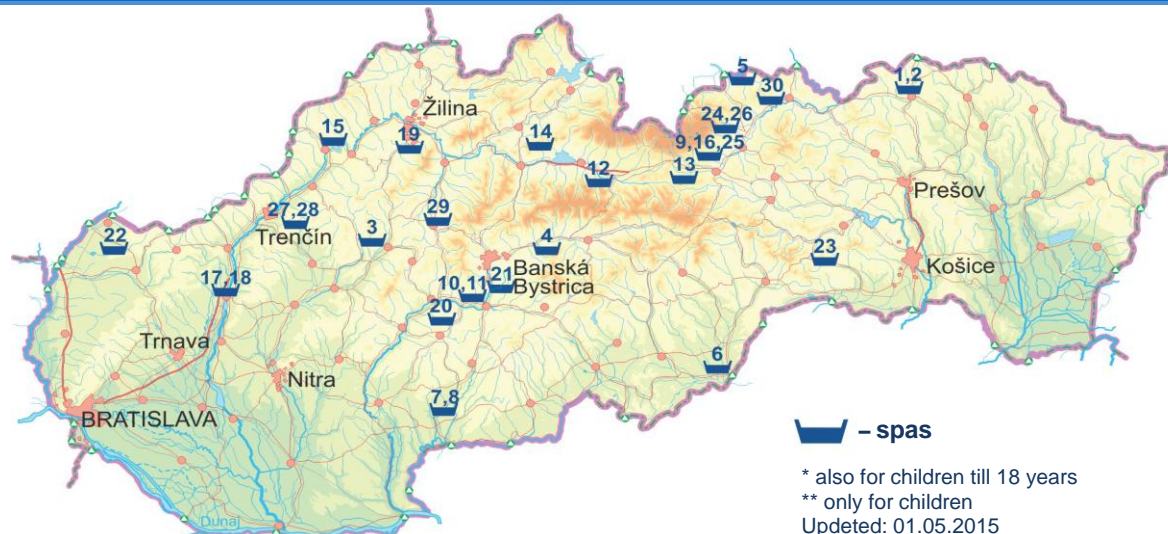 5
1,2
30
Žilina
24,26
15
19
14
9,16,25
12
13
Prešov
27,28
29
Trenčín
3
22
4
23
Košice
Banská
Bystrica
17,18
10,11
21
20
Trnava
6
Nitra
7,8
BRATISLAVA
– spas
* also for children till 18 years
** only for children
Dunaj
Updeted: 01.05.2015